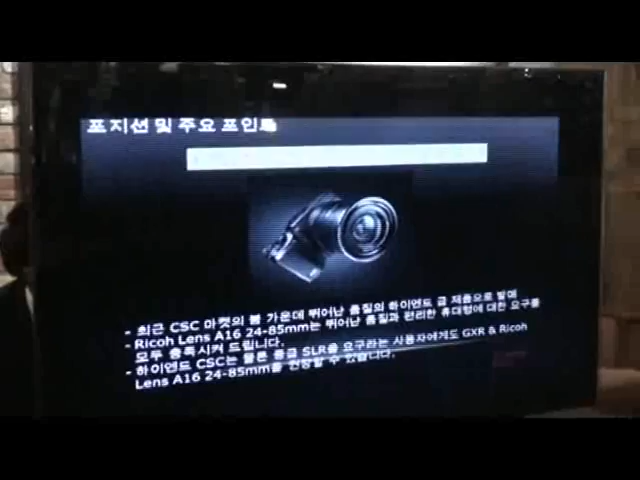 포지션 및 주요 포인트
- 최근 CSC 마켓의 붐 가운데 뛰어난 품질의 하이엔드 급 제품으로
- Ricoh Lens A16 24-85mm는 뛰어난 품질과 편리한 휴대형에 대한 요구를
모두 충족시켜 드립니다.
- 하이엔드 CSC는 물론 중급 SLR을 요구라는 사용자에게도 GXR & Ricoh
Lens A16 24-85mm를 권장할 수 있습니다.